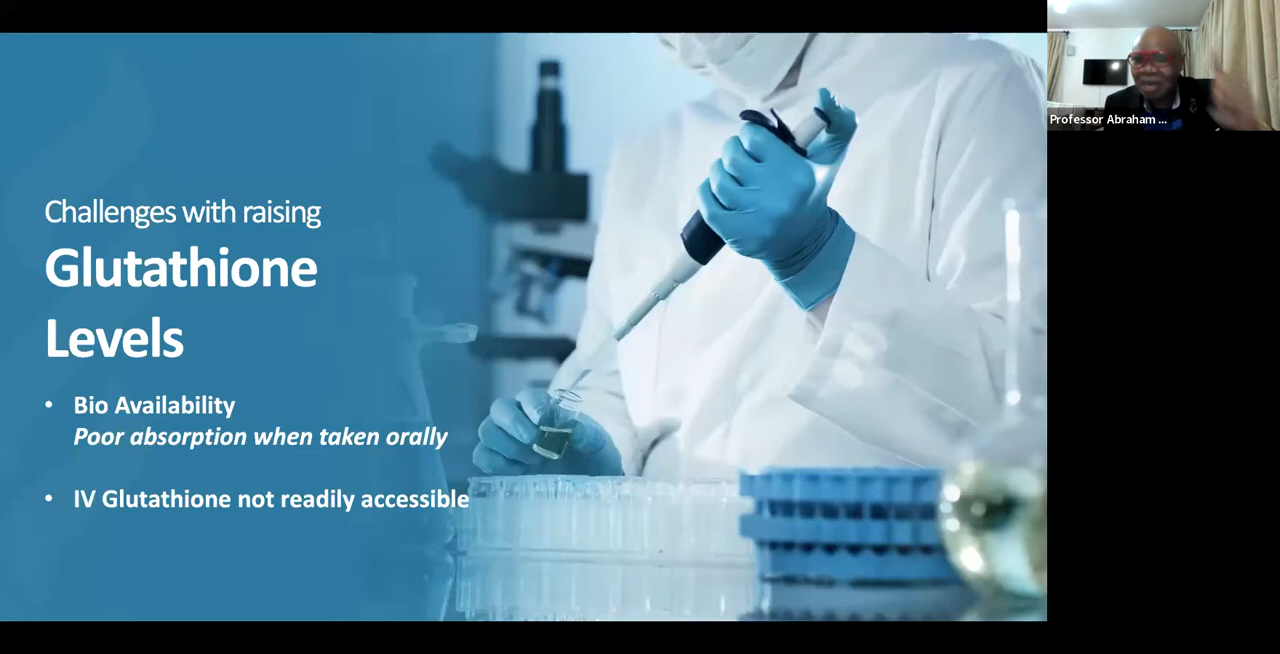 Challenges with raising
Glutathione
Levels
• Bio Availability
Poor absorption when taken orally
• IV Glutathione not readily accessible
Professor Abraham ...